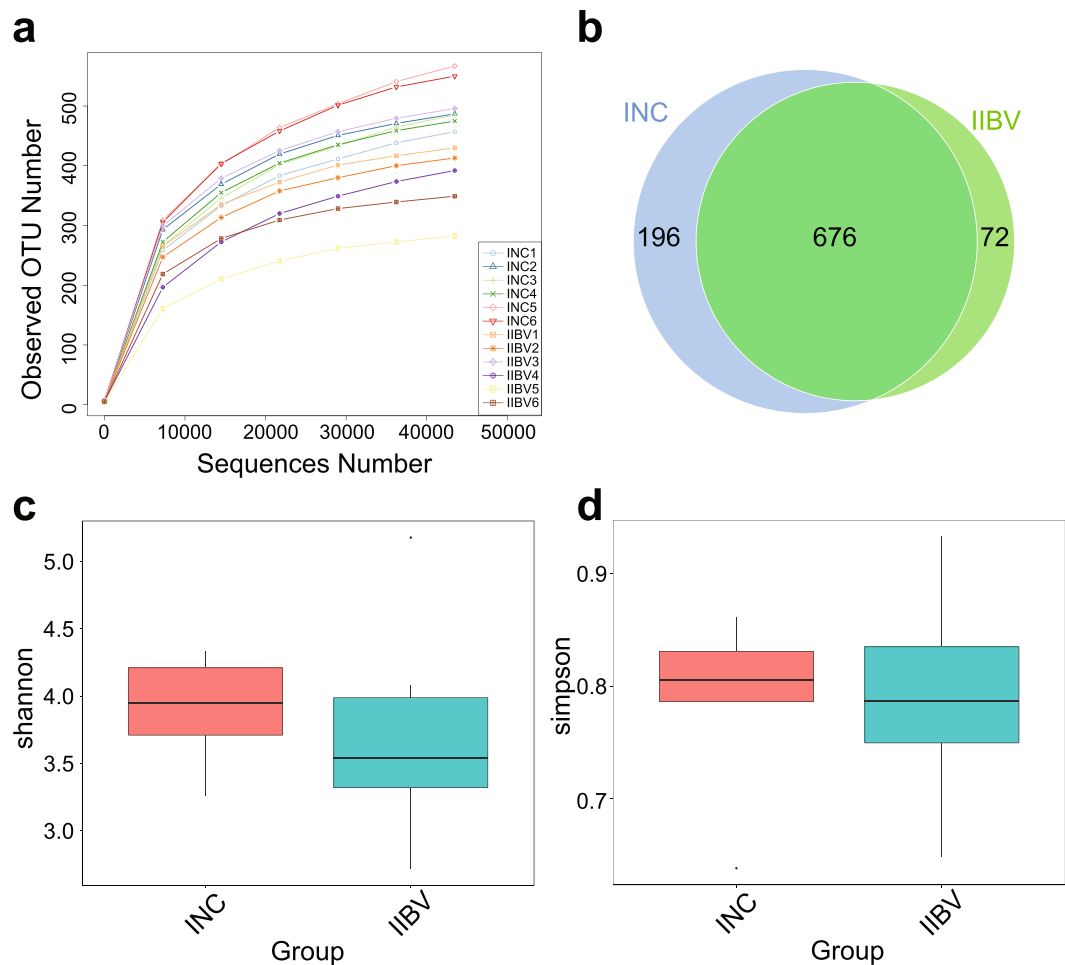 a
Observed OTU Number
500
400
300
200
100
0
0 10000 20000 30000 40000 50000
Sequences Number
INC1
INC2
INC3
INC4
INC5
INC6
IIBV1
IIBV2
IIBV3
IIBV4
IIBV5
IIBV6
b
INC
IIBV
196 676 72
c
shannon
5.0
4.5
4.0
3.5
3.0
INC IIBV
Group
d
simpson
0.9
0.8
0.7
INC IIBV
Group